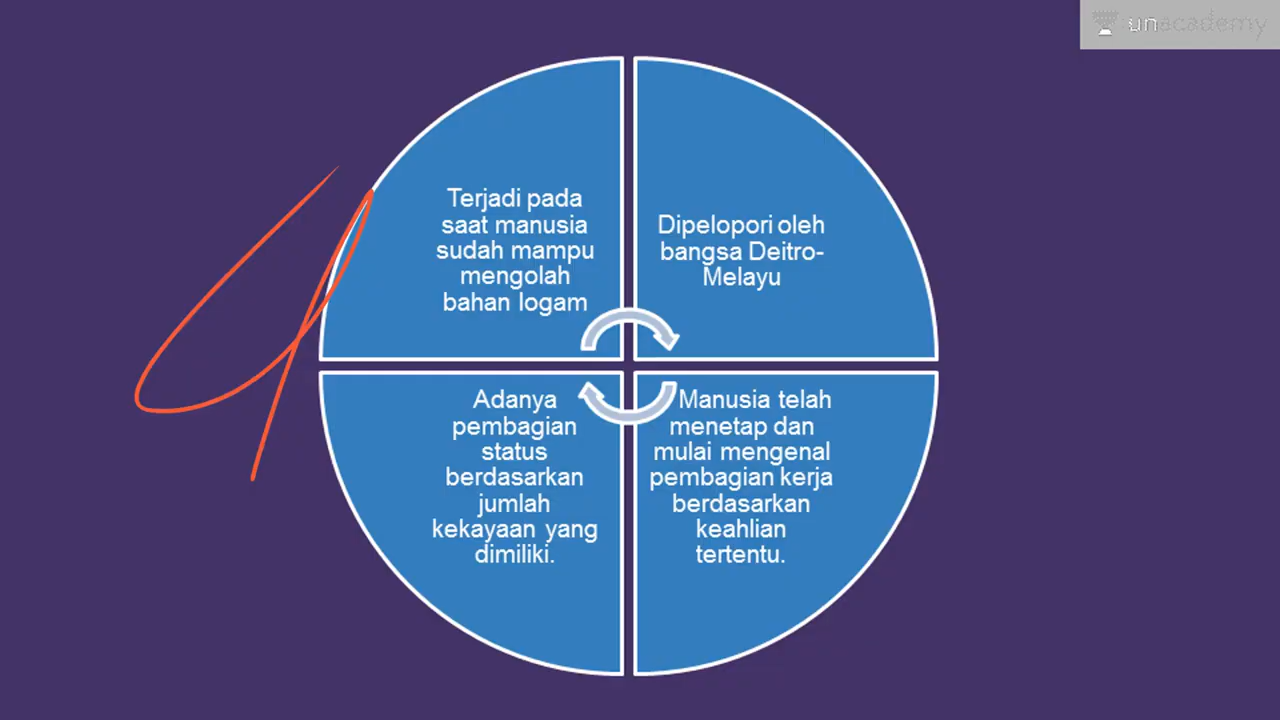 unacademy
Terjadi pada
saat manusia
sudah mampu
mengolah
bahan logam
Dipelopori oleh
bangsa Deitro-
Melayu
Adanya
pembagian
status
berdasarkan
jumlah
kekayaan yang
dimiliki.
Manusia telah
menetap dan
mulai mengenal
pembagian kerja
berdasarkan
keahlian
tertentu.